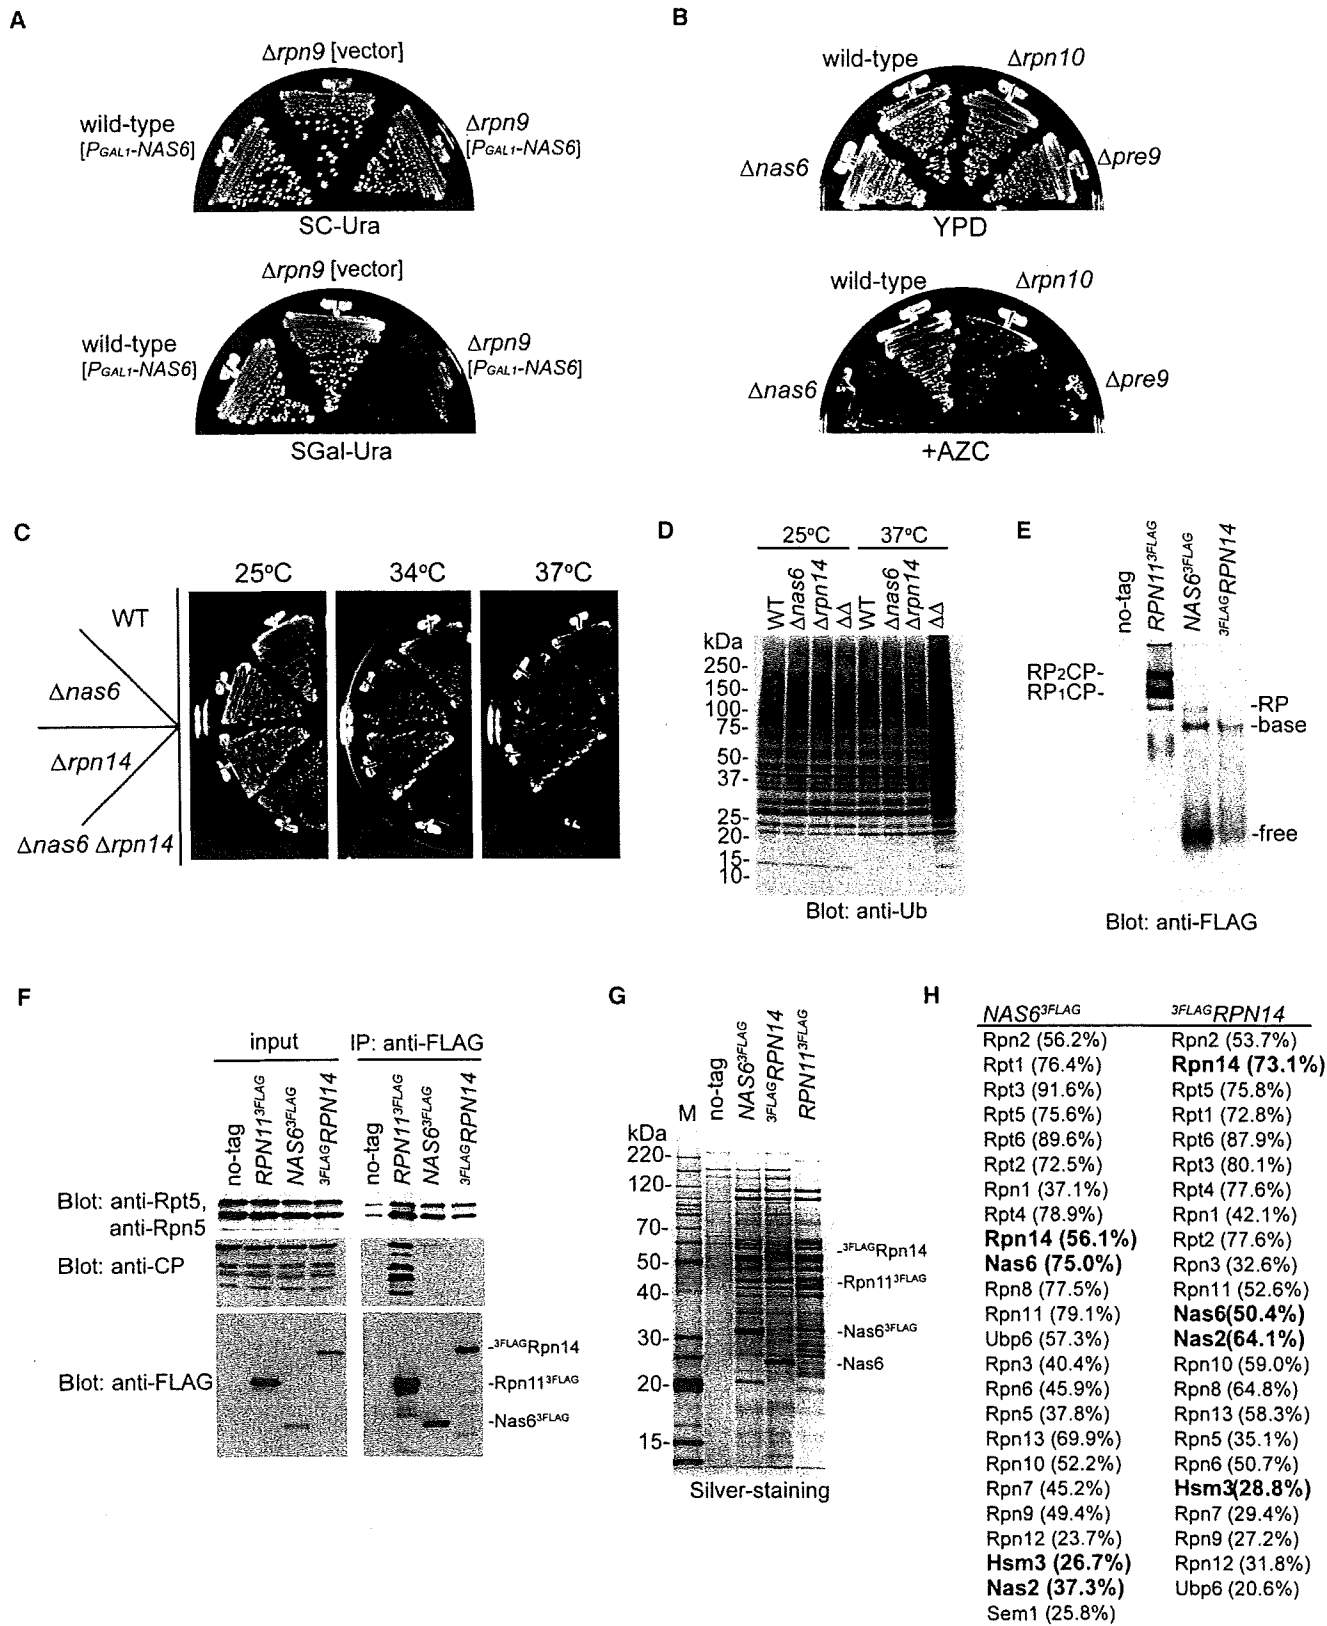 A
Δrpn9 [vector]
wild-type
[PGAL1-NAS6]
Δrpn9
[PGAL1-NAS6]
SC-Ura
Δrpn9 [vector]
wild-type
[PGAL1-NAS6]
Δrpn9
[PGAL1-NAS6]
SGal-Ura
B
wild-type
Δrpn10
Δnas6
Δpre9
YPD
wild-type
Δrpn10
Δnas6
Δpre9
+AZC
C
25ºC 34ºC 37ºC
WT
Δnas6
Δrpn14
Δnas6 Δrpn14
D
25ºC 37ºC
WT Δnas6 Δrpn14 ΔΔ WT Δnas6 Δrpn14 ΔΔ
kDa
250-
150-
100-
75-
50-
37-
25-
20-
15-
10-
Blot: anti-Ub
E
no-tag RPN113FLAG NAS63FLAG 3FLAGRPN14
RP2CP-
RP1CP-
-RP
-base
-free
Blot: anti-FLAG
F
input IP: anti-FLAG
no-tag RPN113FLAG NAS63FLAG 3FLAGRPN14 no-tag RPN113FLAG NAS63FLAG 3FLAGRPN14
Blot: anti-Rpt5,
anti-Rpn5
Blot: anti-CP
Blot: anti-FLAG
-3FLAGRpn14
-Rpn113FLAG
-Nas63FLAG
G
M no-tag NAS63FLAG 3FLAGRPN14 RPN113FLAG
kDa
220-
120-
70-
50-
40-
30-
20-
15-
-3FLAGRpn14
-Rpn113FLAG
-Nas63FLAG
-Nas6
Silver-staining
H
NAS63FLAG 3FLAGRPN14
Rpn2 (56.2%) Rpn2 (53.7%)
Rpt1 (76.4%) Rpn14 (73.1%)
Rpt3 (91.6%) Rpt5 (75.8%)
Rpt5 (75.6%) Rpt1 (72.8%)
Rpt6 (89.6%) Rpt6 (87.9%)
Rpt2 (72.5%) Rpt3 (80.1%)
Rpn1 (37.1%) Rpt4 (77.6%)
Rpt4 (78.9%) Rpn1 (42.1%)
Rpn14 (56.1%) Rpt2 (77.6%)
Nas6 (75.0%) Rpn3 (32.6%)
Rpn8 (77.5%) Rpn11 (52.6%)
Rpn11 (79.1%) Nas6(50.4%)
Ubp6 (57.3%) Nas2(64.1%)
Rpn3 (40.4%) Rpn10 (59.0%)
Rpn6 (45.9%) Rpn8 (64.8%)
Rpn5 (37.8%) Rpn13 (58.3%)
Rpn13 (69.9%) Rpn5 (35.1%)
Rpn10 (52.2%) Rpn6 (50.7%)
Rpn7 (45.2%) Hsm3(28.8%)
Rpn9 (49.4%) Rpn7 (29.4%)
Rpn12 (23.7%) Rpn9 (27.2%)
Hsm3 (26.7%) Rpn12 (31.8%)
Nas2 (37.3%) Ubp6 (20.6%)
Sem1 (25.8%)